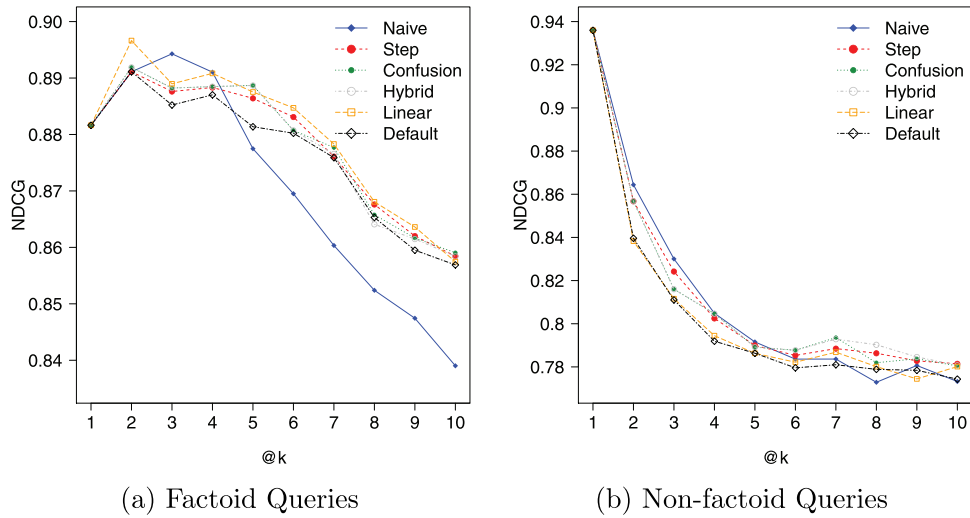 0.90
0.89
0.88
0.87
0.86
0.85
0.84
NDCG
1 2 3 4 5 6 7 8 9 10
@k
Naive
Step
Confusion
Hybrid
Linear
Default
(a) Factoid Queries
0.94
0.92
0.9
0.88
0.86
0.84
0.82
0.8
0.78
NDCG
1 2 3 4 5 6 7 8 9 10
@k
Naive
Step
Confusion
Hybrid
Linear
Default
(b) Non-factoid Queries